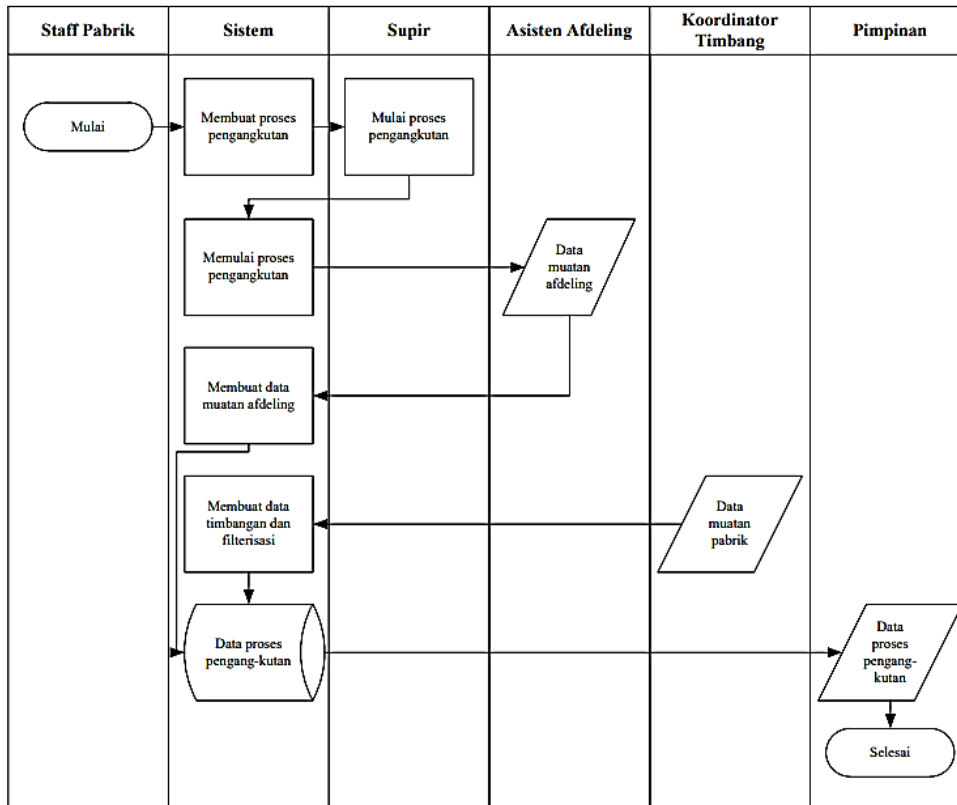 Staff Pabrik
Sistem
Supir
Asisten Afdeling
Koordinator
Timbang
Pimpinan
Mulai
Membuat proses
pengangkutan
Mulai proses
pengangkutan
Memulai proses
pengangkutan
Data
muatan
afdeling
Membuat data
muatan afdeling
Membuat data
timbangan dan
filterisasi
Data
muatan
pabrik
Data proses
pengang-kutan
Data
proses
pengang-
kutan
Selesai